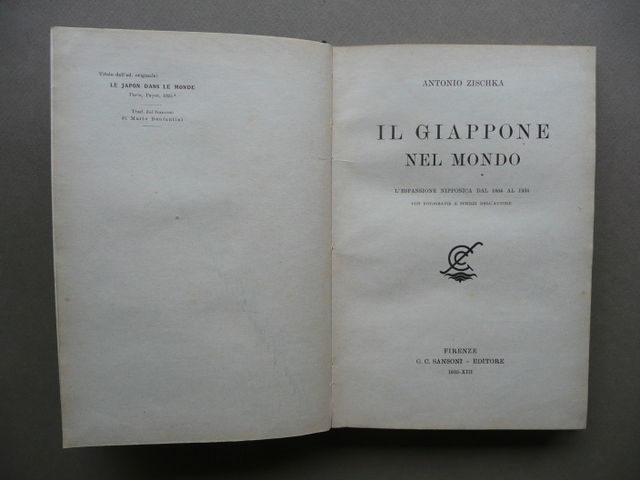 Titolo dell'ed. originale:
LE JAPON DANS LE MONDE
Paris, Payot, 1935
Trad. dal francese
di Mario Bonfantini
ANTONIO ZISCHKA
IL GIAPPONE
NEL MONDO
L'ESPANSIONE NIPPONICA DAL 1854 AL 1934
CON FOTOGRAFIE E SCHIZZI DELL'AUTORE
FIRENZE
G. C. SANSONI - EDITORE
1935-XIII